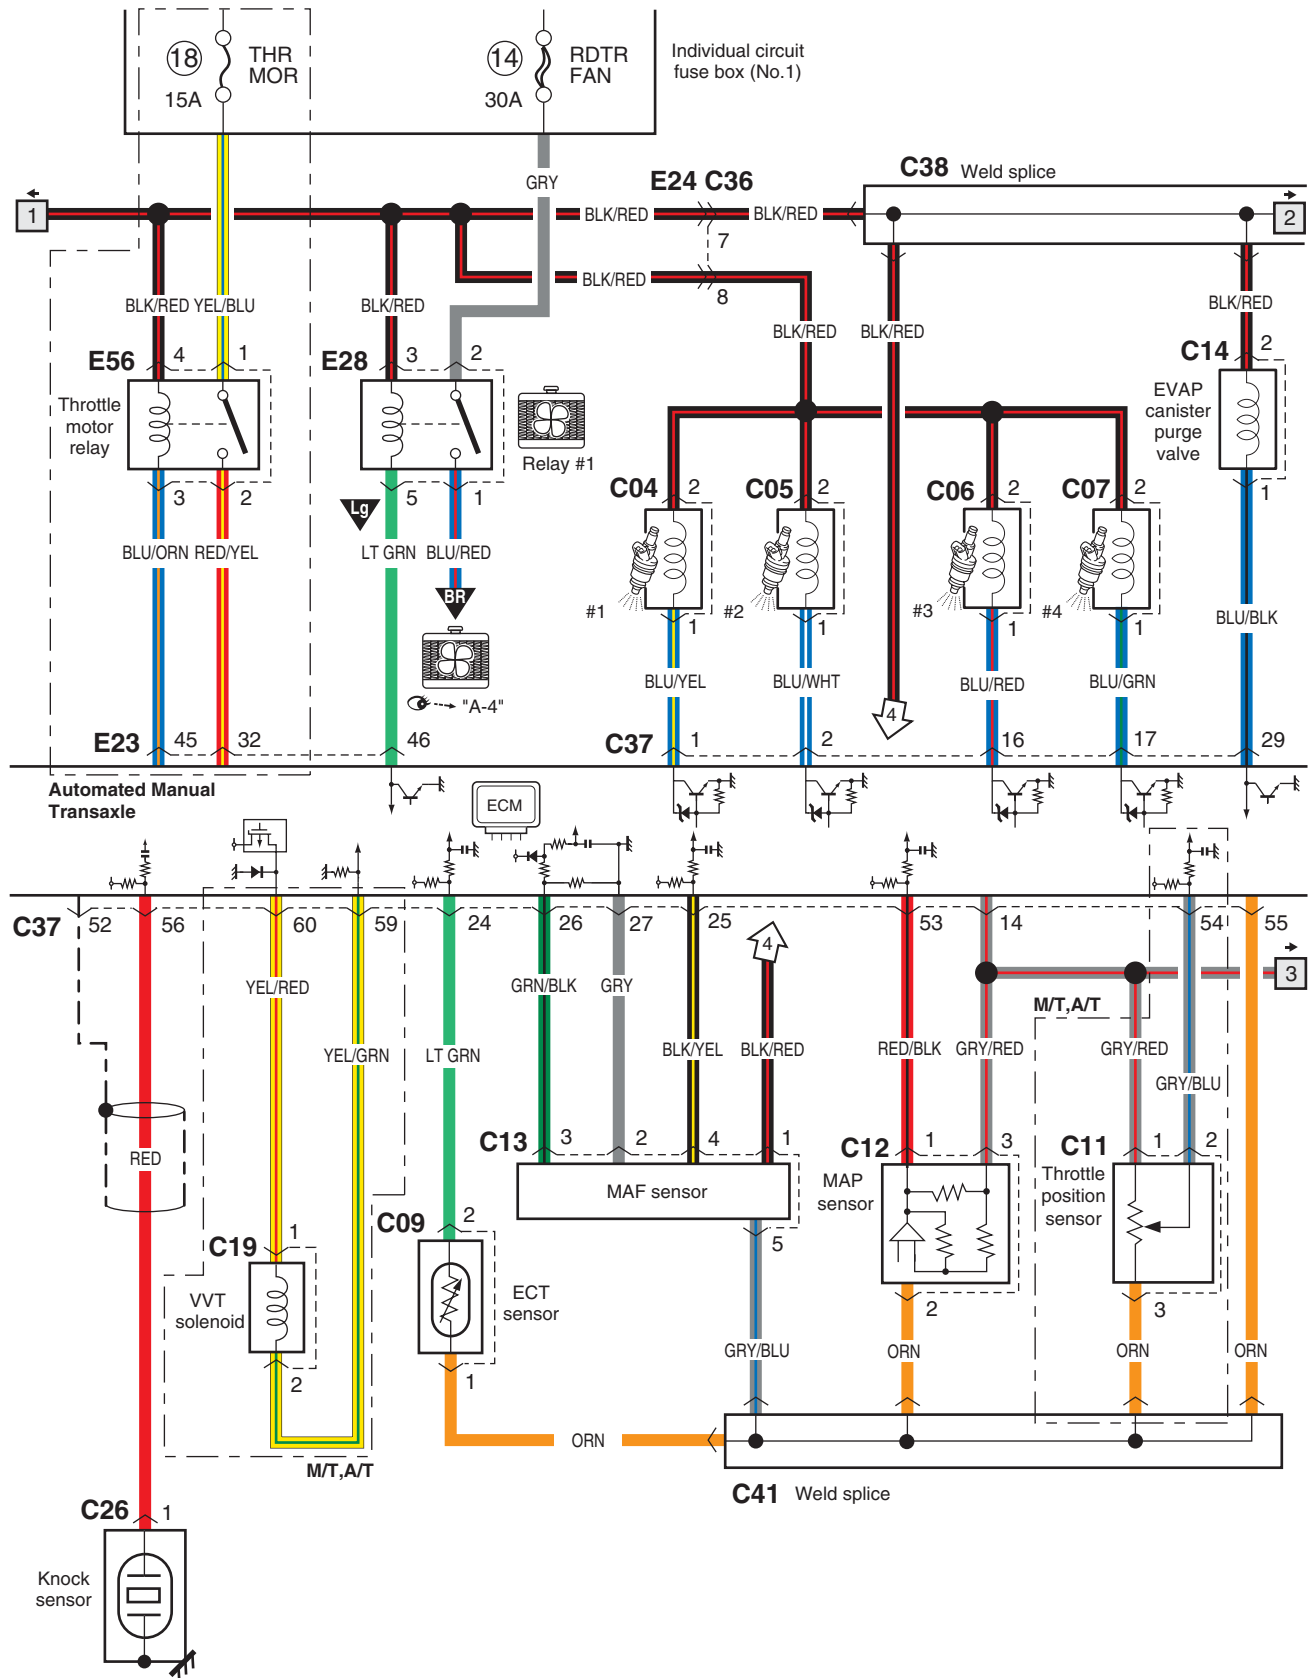 18
THR
MOR
15A
14
RDTR
FAN
30A
Individual circuit
fuse box (No.1)
GRY
E24 C36
C38 Weld splice
1
BLK/RED
BLK/RED
2
7
BLK/RED
8
BLK/RED
YEL/BLU
BLK/RED
BLK/RED
BLK/RED
BLK/RED
E56
4
1
E28
3
2
C14
2
Throttle
motor
relay
Relay #1
EVAP
canister
purge
valve
3
2
5
1
C04
2
C05
2
C06
2
C07
2
1
Lg
BLU/ORN
RED/YEL
LT GRN
BLU/RED
BR
#1
1
#2
1
#3
1
#4
1
BLU/BLK
"A-4"
BLU/YEL
BLU/WHT
BLU/RED
BLU/GRN
4
E23
45
32
46
C37
1
2
16
17
29
Automated Manual
Transaxle
ECM
C37
52
56
60
59
24
26
27
25
53
14
54
55
4
3
YEL/RED
GRN/BLK
GRY
M/T,A/T
YEL/GRN
LT GRN
BLK/YEL
BLK/RED
RED/BLK
GRY/RED
GRY/RED
GRY/BLU
RED
C13
3
2
4
1
C12
1
3
C11
1
2
MAF sensor
MAP
sensor
Throttle
position
sensor
C09
2
C19
1
5
VVT
solenoid
ECT
sensor
2
3
2
1
GRY/BLU
ORN
ORN
ORN
ORN
M/T,A/T
C41 Weld splice
C26
1
Knock
sensor